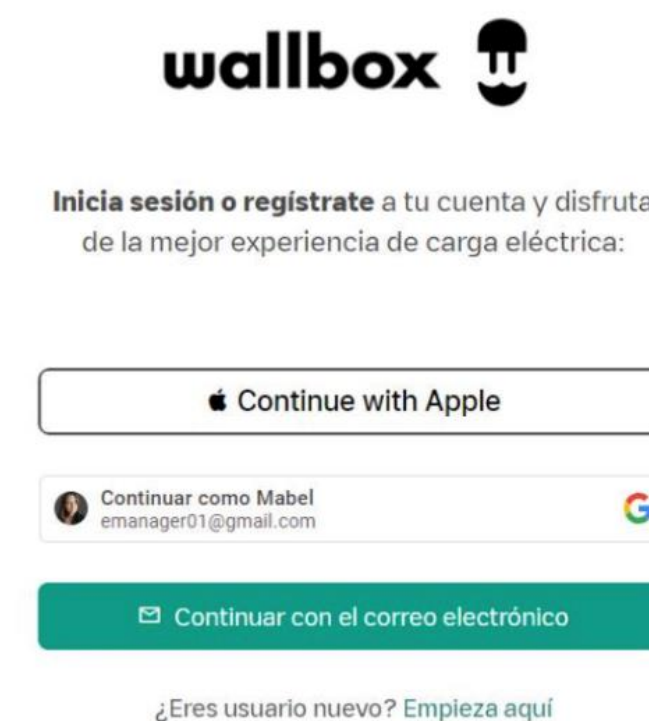 wallbox
Inicia sesión o regístrate a tu cuenta y disfruta
de la mejor experiencia de carga eléctrica:
Continue with Apple
Continuar como Mabel
emanager01@gmail.com
Continuar con el correo electrónico
¿Eres usuario nuevo? Empieza aquí